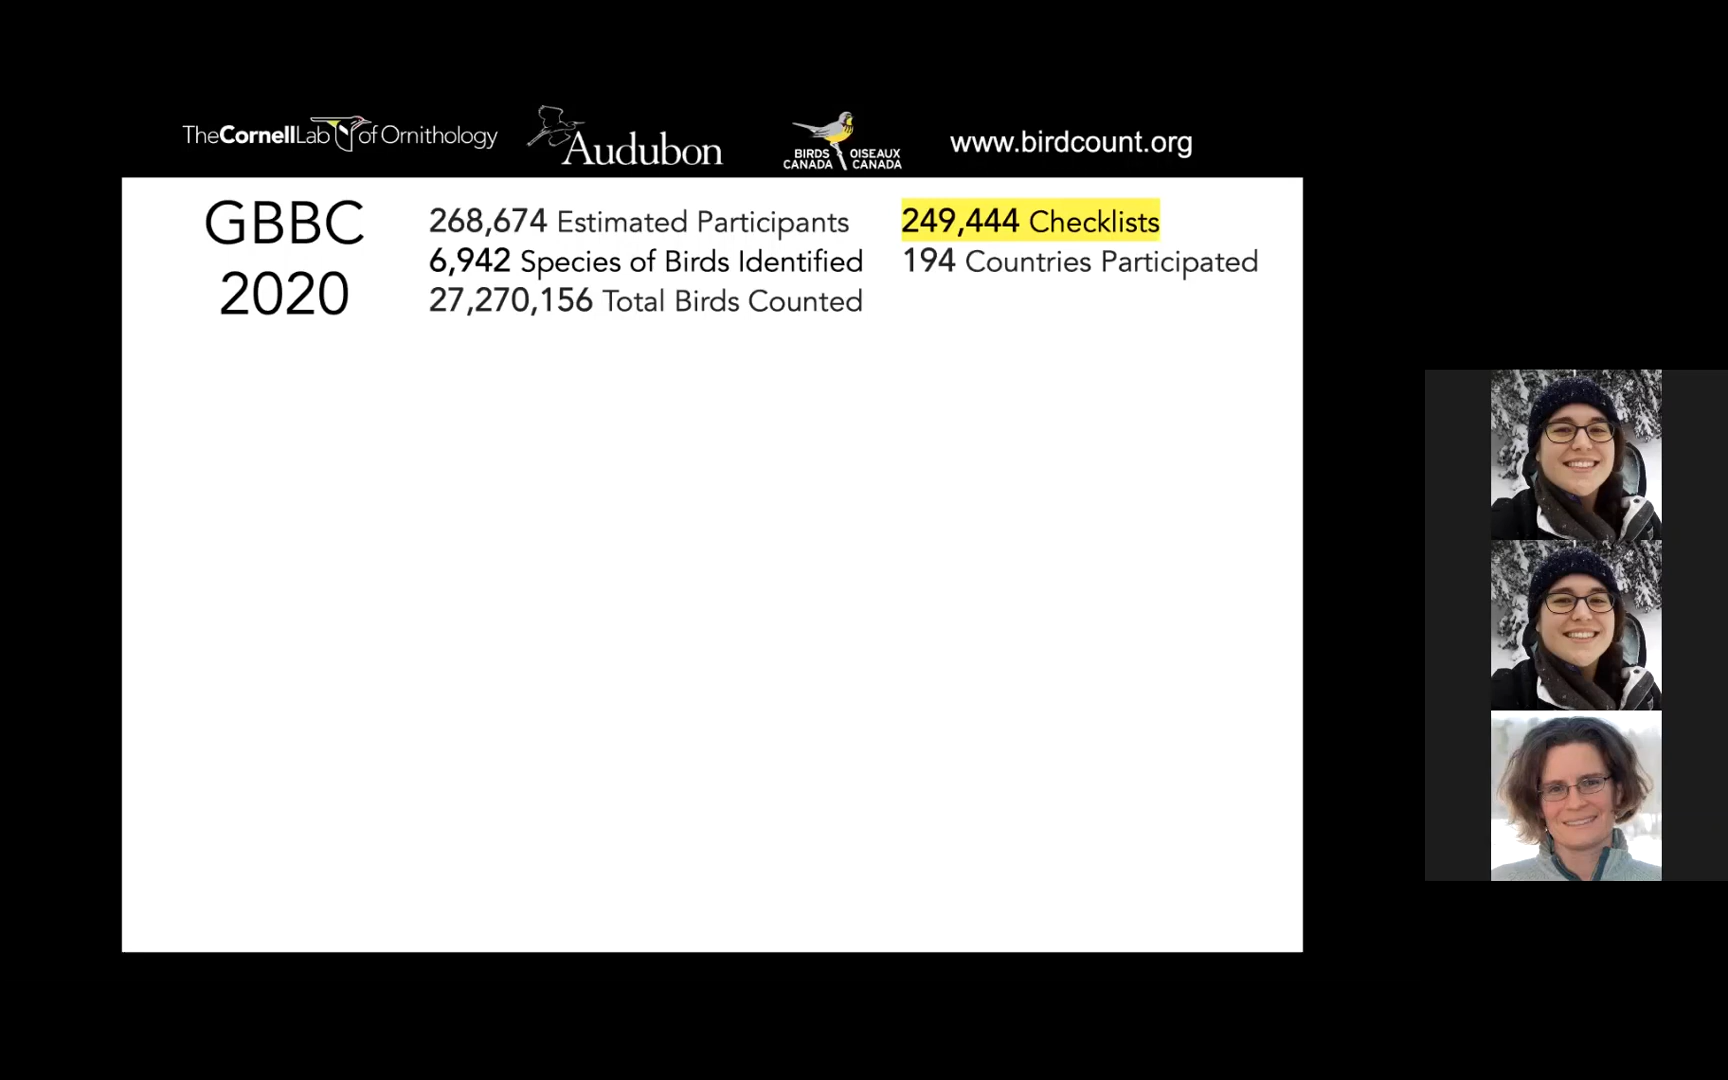 TheCornellLab of Ornithology
Audubon
BIRDS CANADA
OISEAUX CANADA
www.birdcount.org
GBBC
2020
268,674 Estimated Participants
6,942 Species of Birds Identified
27,270,156 Total Birds Counted
249,444 Checklists
194 Countries Participated